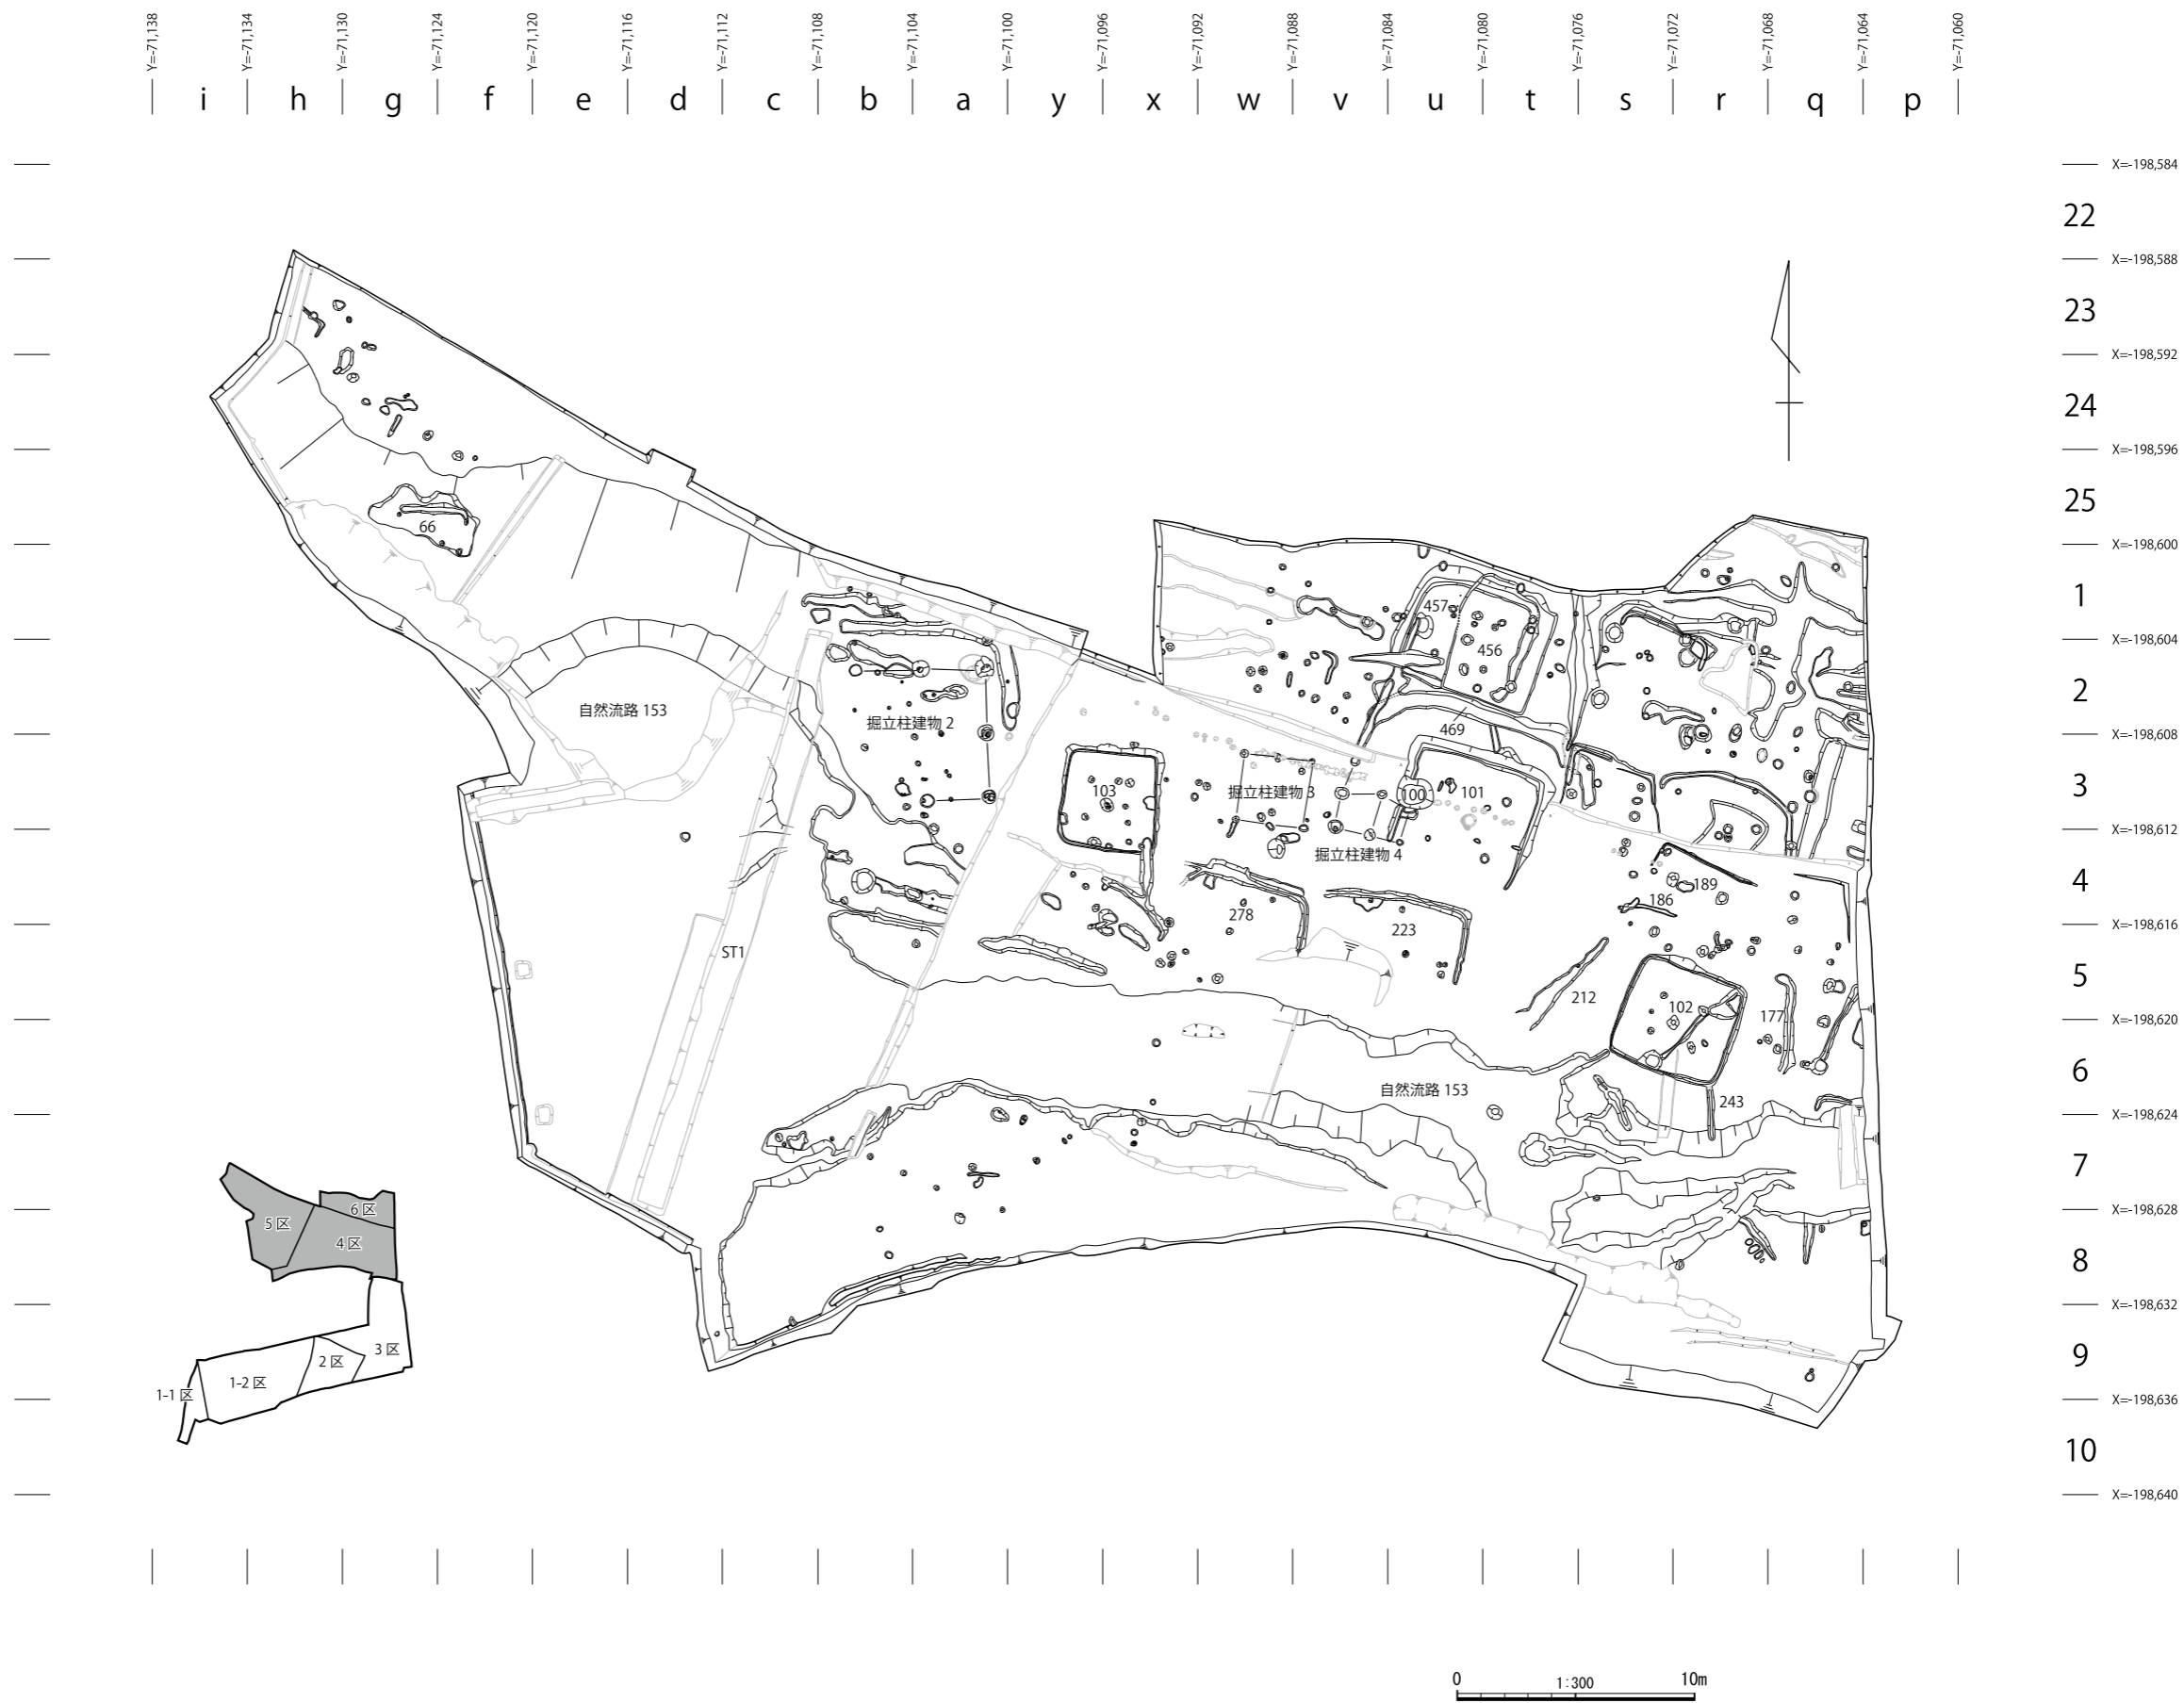 Y=-71,138
Y=-71,134
Y=-71,130
Y=-71,124
Y=-71,120
Y=-71,116
Y=-71,112
Y=-71,108
Y=-71,104
Y=-71,100
Y=-71,096
Y=-71,092
Y=-71,088
Y=-71,084
Y=-71,080
Y=-71,076
Y=-71,072
Y=-71,068
Y=-71,064
Y=-71,060
i h g f e d c b a y x w v u t s r q p
X=-198,584
22
X=-198,588
23
X=-198,592
24
X=-198,596
25
X=-198,600
1
X=-198,604
2
X=-198,608
3
X=-198,612
4
X=-198,616
5
X=-198,620
6
X=-198,624
7
X=-198,628
8
X=-198,632
9
X=-198,636
10
X=-198,640
66
457
456
自然流路 153
掘立柱建物 2
469
103
掘立柱建物 3
100
101
掘立柱建物 4
189
186
278
223
ST1
212
102
177
自然流路 153
243
5 区
6 区
4 区
3 区
2 区
1-2 区
1-1 区
0
1:300
10m